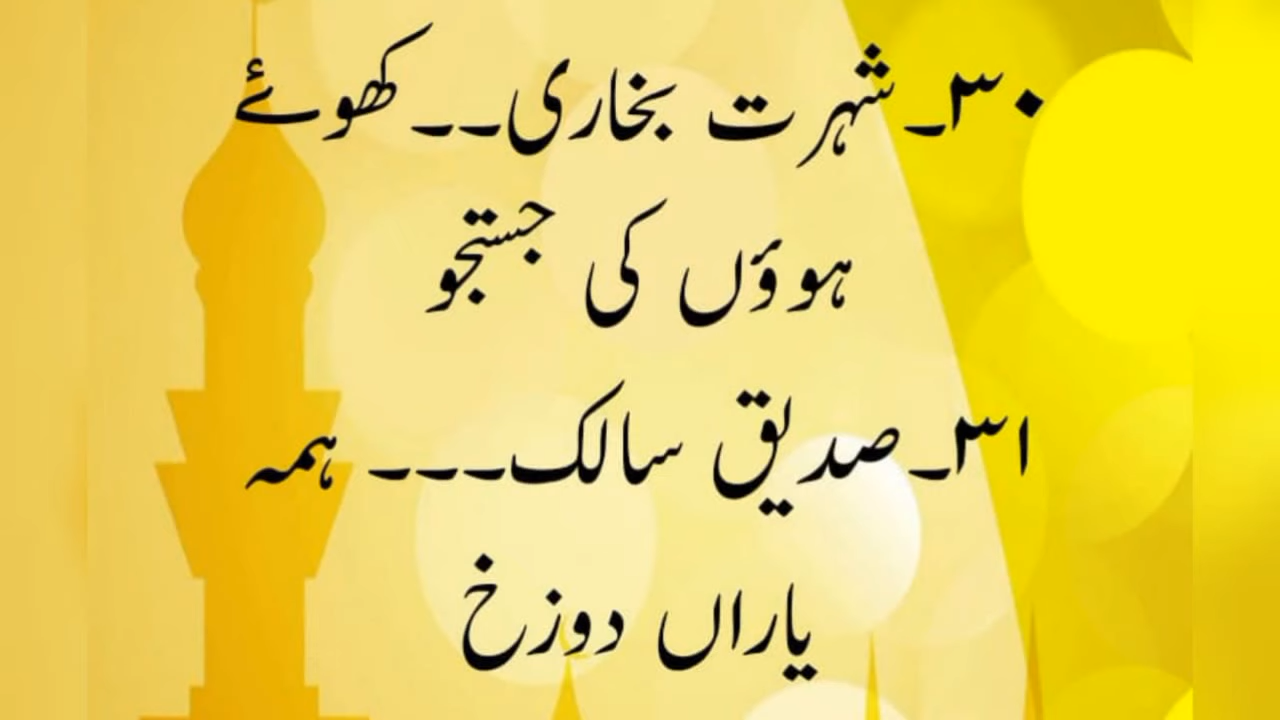 ۳۰۔شہرت بخاری۔۔کھوئے
ہوؤں کی جستجو
۳۱۔صدیق سالک۔۔۔ ہمہ
یاراں دوزخ